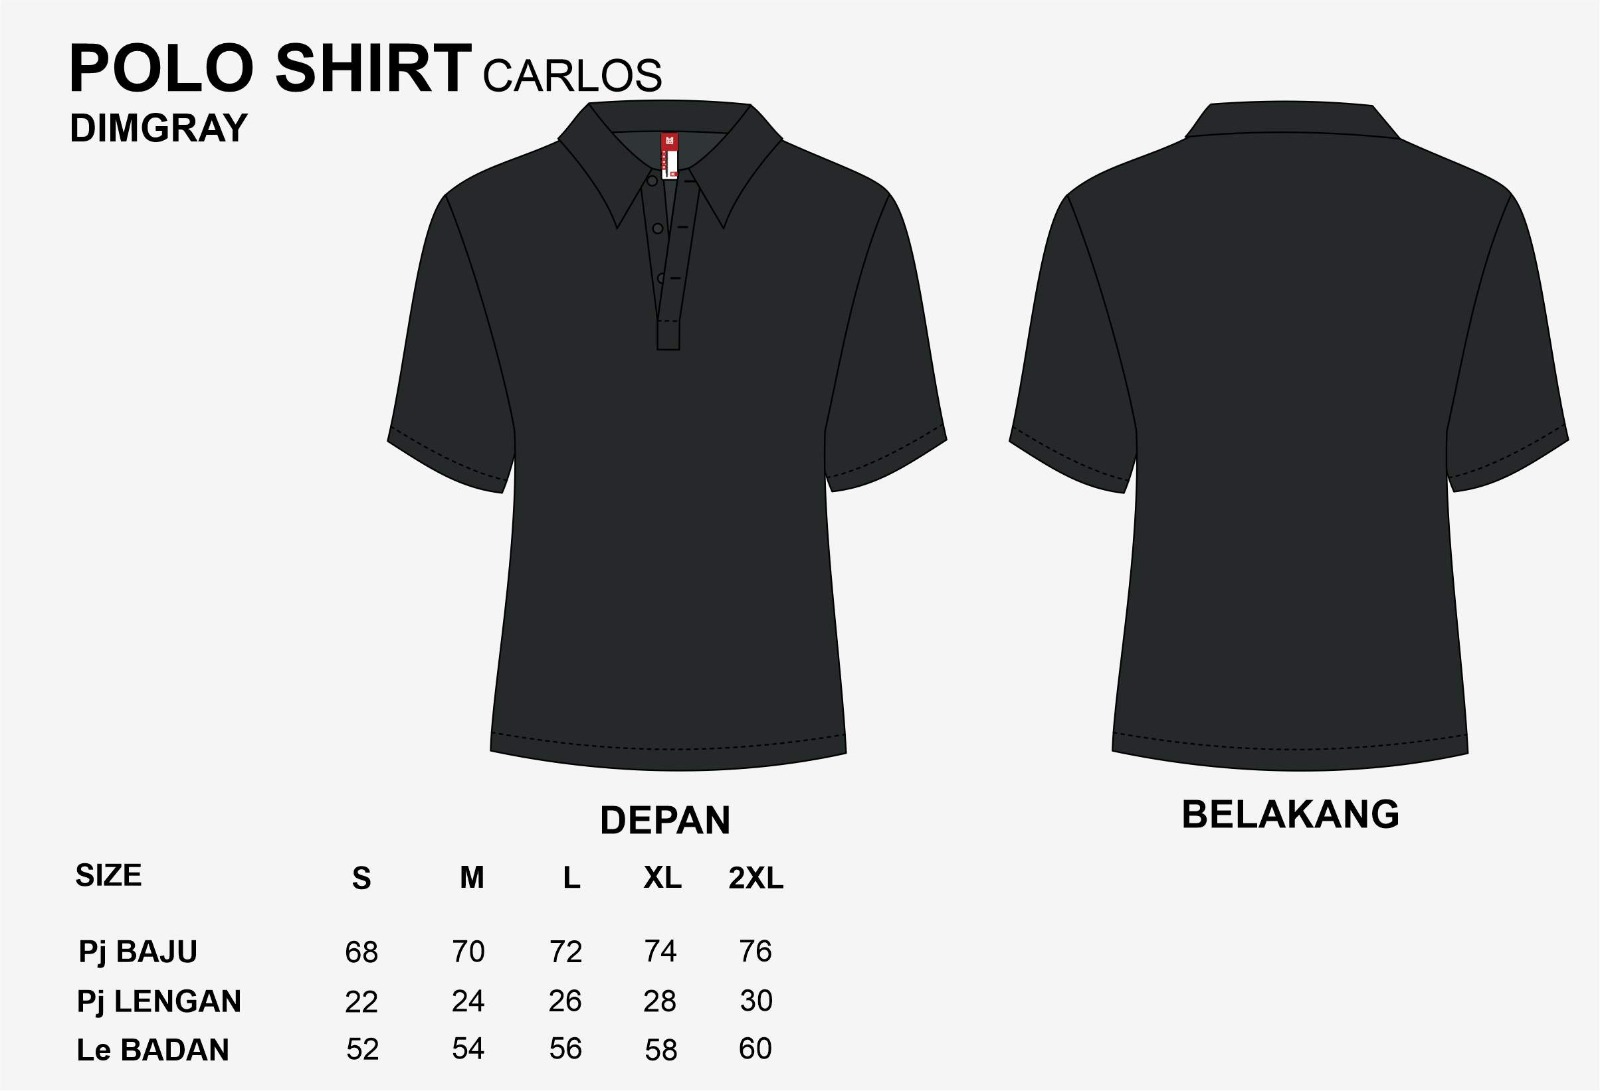 POLO SHIRT CARLOS
DIMGRAY
DEPAN
BELAKANG
SIZE S M L XL 2XL
Pj BAJU 68 70 72 74 76
Pj LENGAN 22 24 26 28 30
Le BADAN 52 54 56 58 60